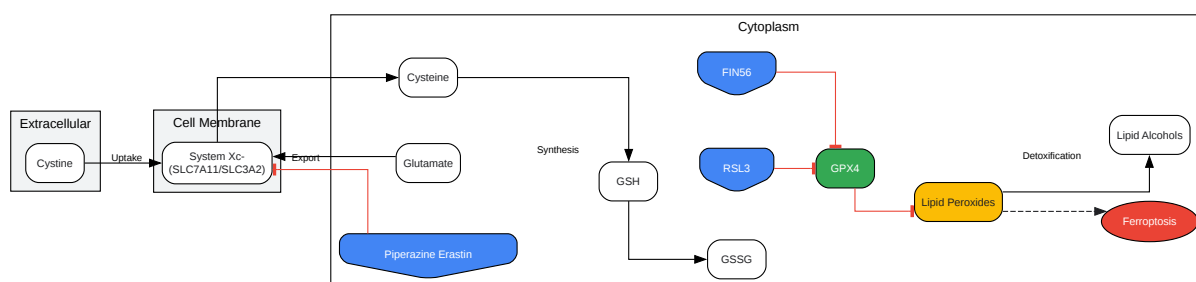 Cytoplasm
Extracellular
Cystine
Uptake
Cell Membrane
System Xc-
(SLC7A11/SLC3A2)
Export
Cysteine
Glutamate
Piperazine Erastin
Synthesis
GSH
GSSG
FIN56
RSL3
GPX4
Lipid Peroxides
Detoxification
Lipid Alcohols
Ferroptosis